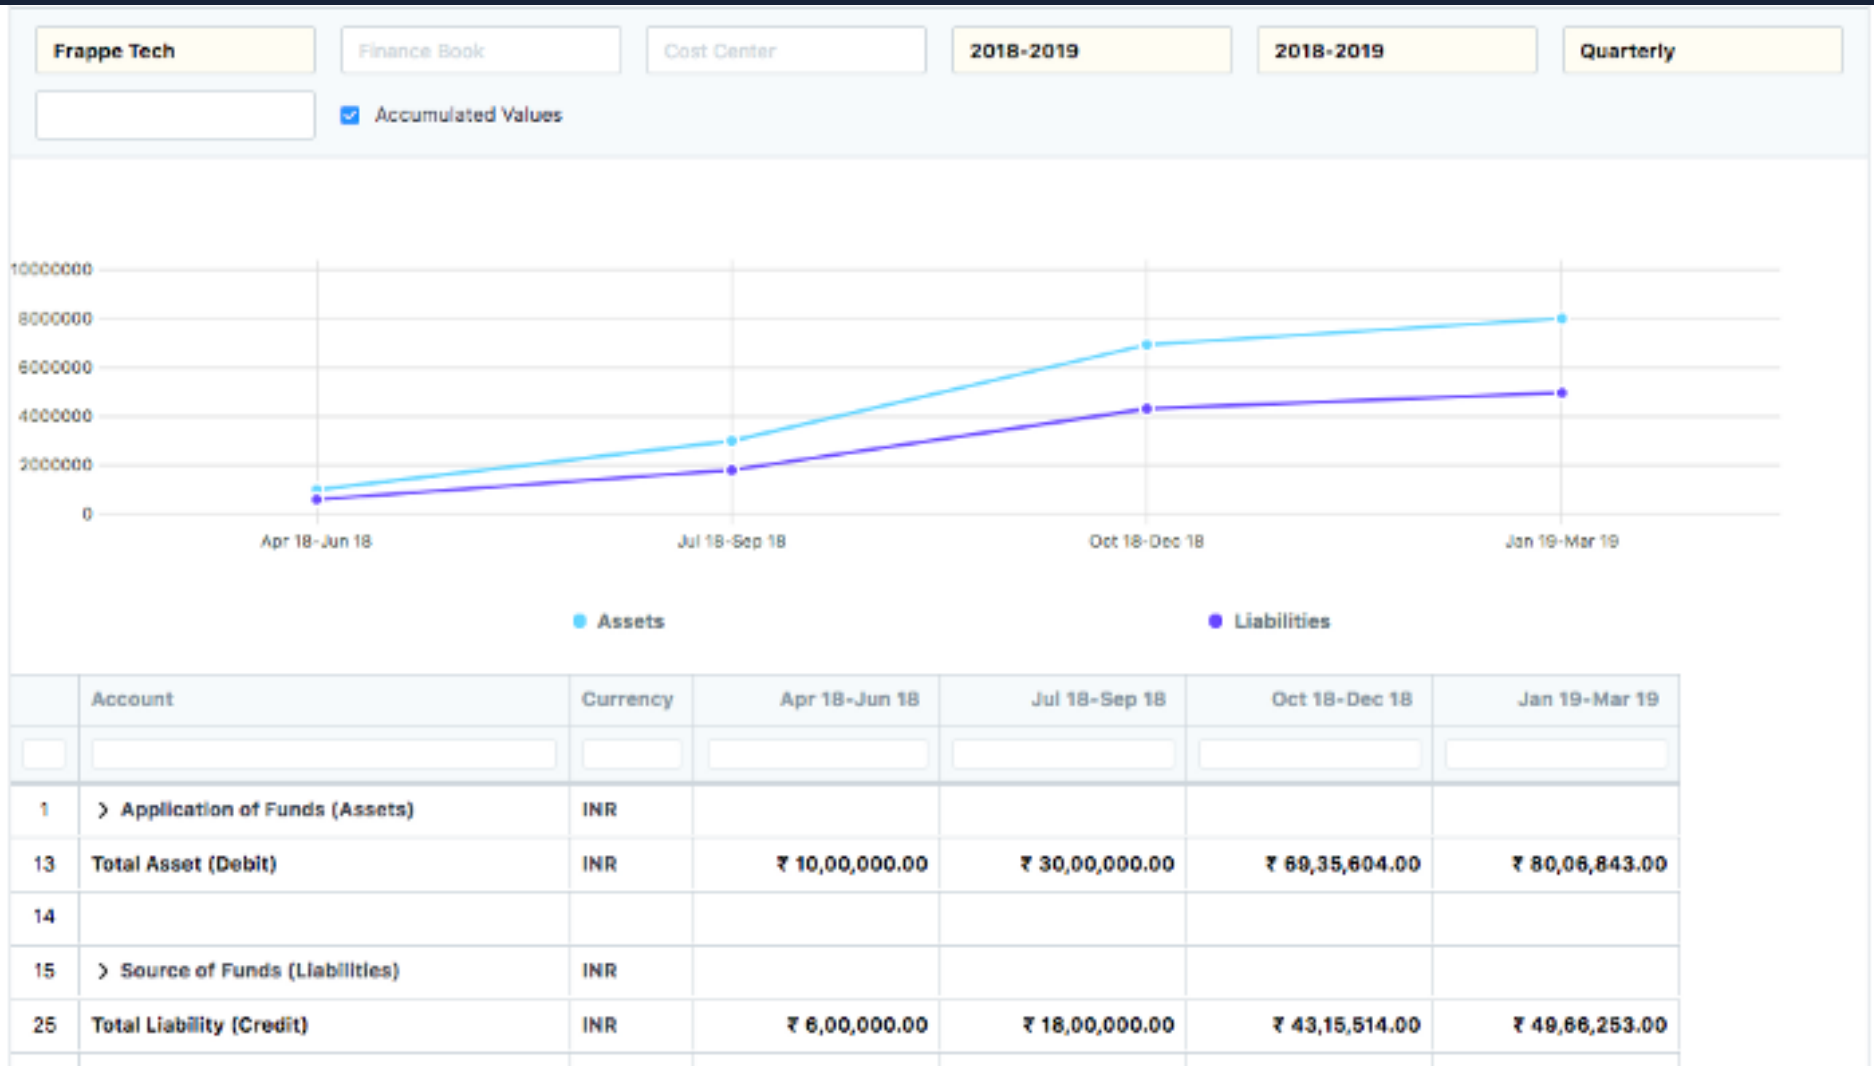 Frappe Tech Finance Book Cost Center 2018-2019 2018-2019 Quarterly
Accumulated Values
10000000
8000000
6000000
4000000
2000000
0
Apr 18-Jun 18 Jul 18-Sep 18 Oct 18-Dec 18 Jan 19-Mar 19
Assets Liabilities
Account Currency Apr 18-Jun 18 Jul 18-Sep 18 Oct 18-Dec 18 Jan 19-Mar 19
1 > Application of Funds (Assets) INR
13 Total Asset (Debit) INR ₹ 10,00,000.00 ₹ 30,00,000.00 ₹ 69,35,604.00 ₹ 80,06,843.00
14
15 > Source of Funds (Liabilities) INR
25 Total Liability (Credit) INR ₹ 6,00,000.00 ₹ 18,00,000.00 ₹ 43,15,514.00 ₹ 49,66,253.00